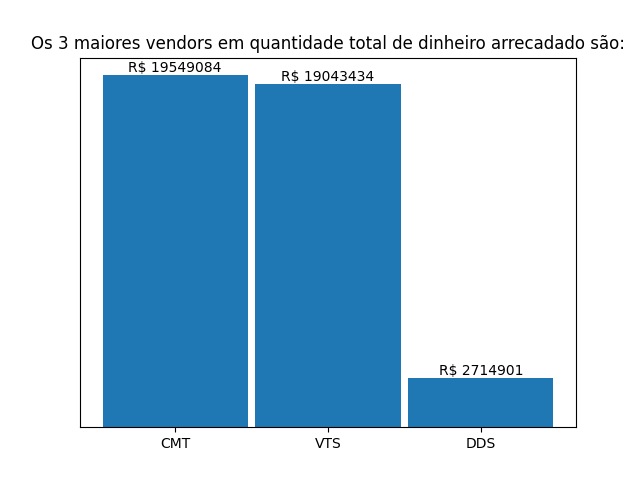 Os 3 maiores vendors em quantidade total de dinheiro arrecadado são:
R$ 19549084
R$ 19043434
R$ 2714901
CMT
VTS
DDS